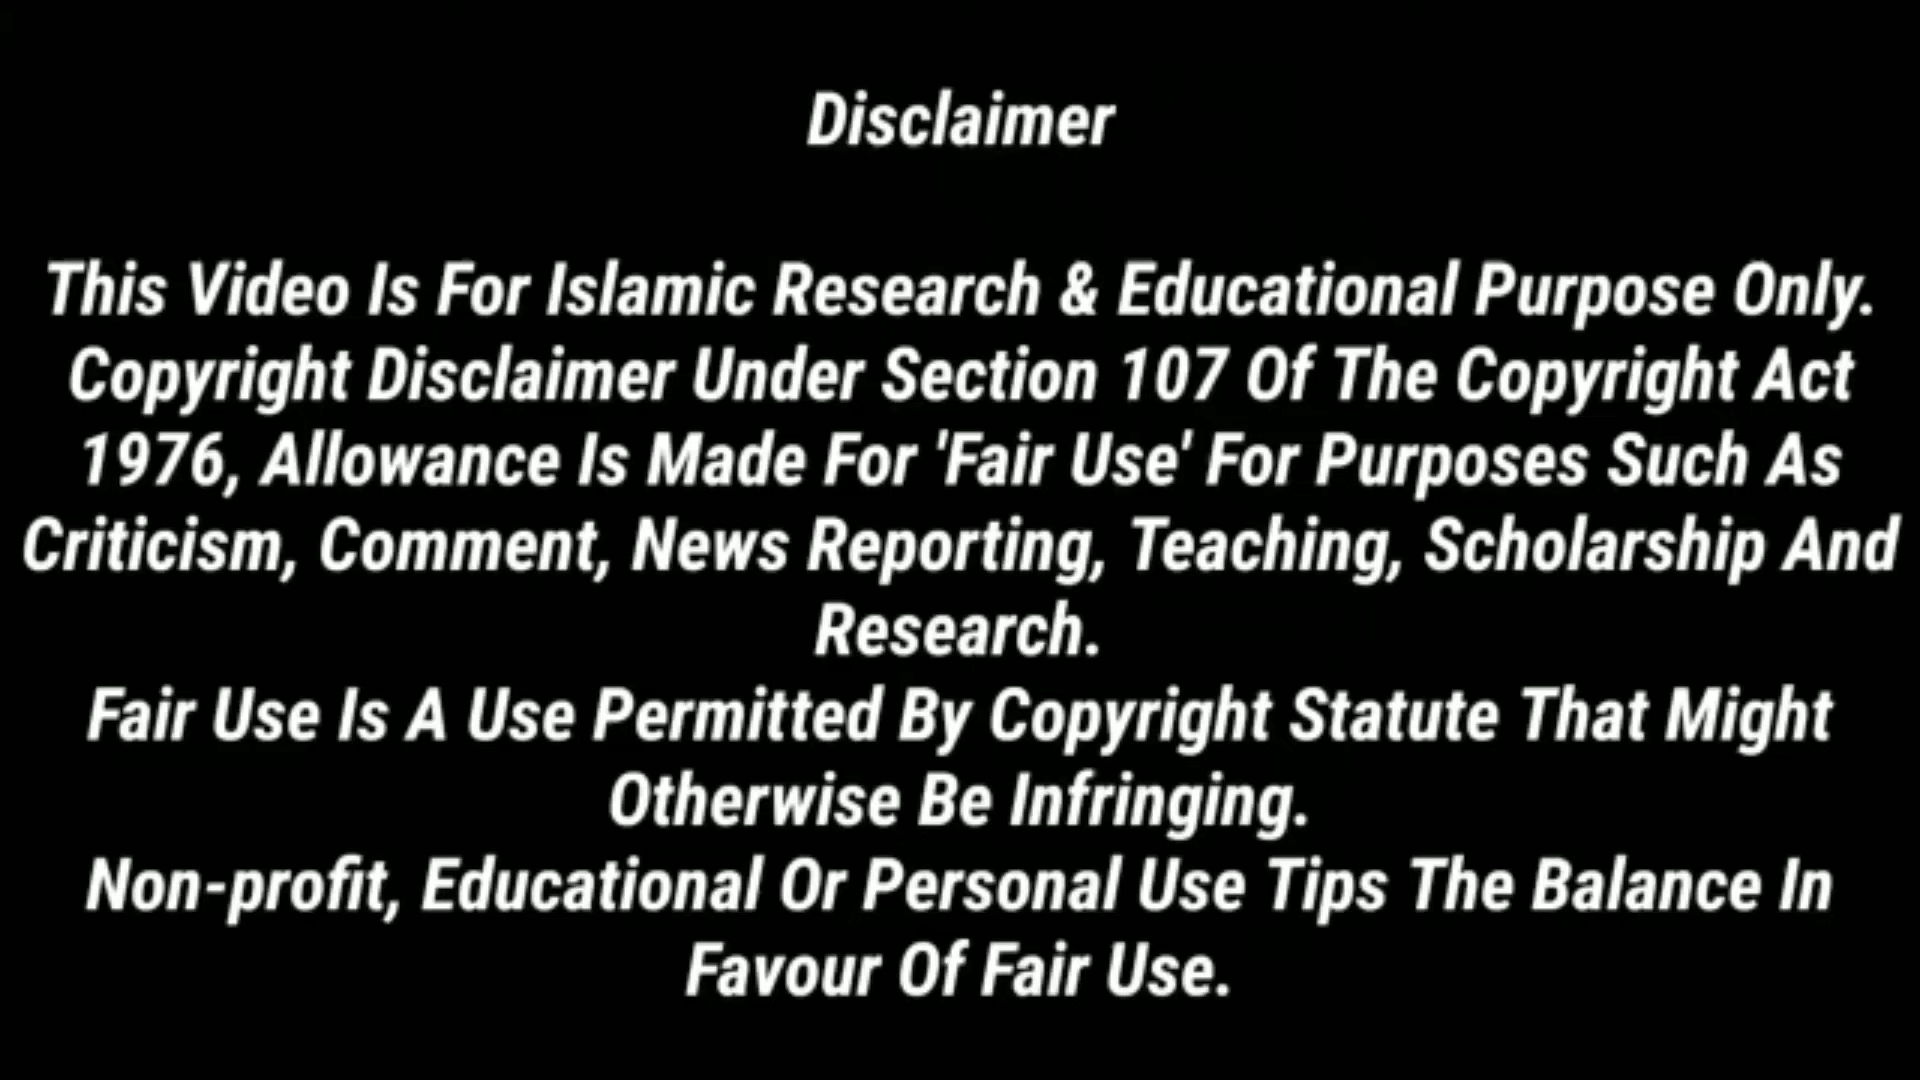 Disclaimer
This Video Is For Islamic Research & Educational Purpose Only.
Copyright Disclaimer Under Section 107 Of The Copyright Act
1976, Allowance Is Made For 'Fair Use' For Purposes Such As
Criticism, Comment, News Reporting, Teaching, Scholarship And
Research.
Fair Use Is A Use Permitted By Copyright Statute That Might
Otherwise Be Infringing.
Non-profit, Educational Or Personal Use Tips The Balance In
Favour Of Fair Use.